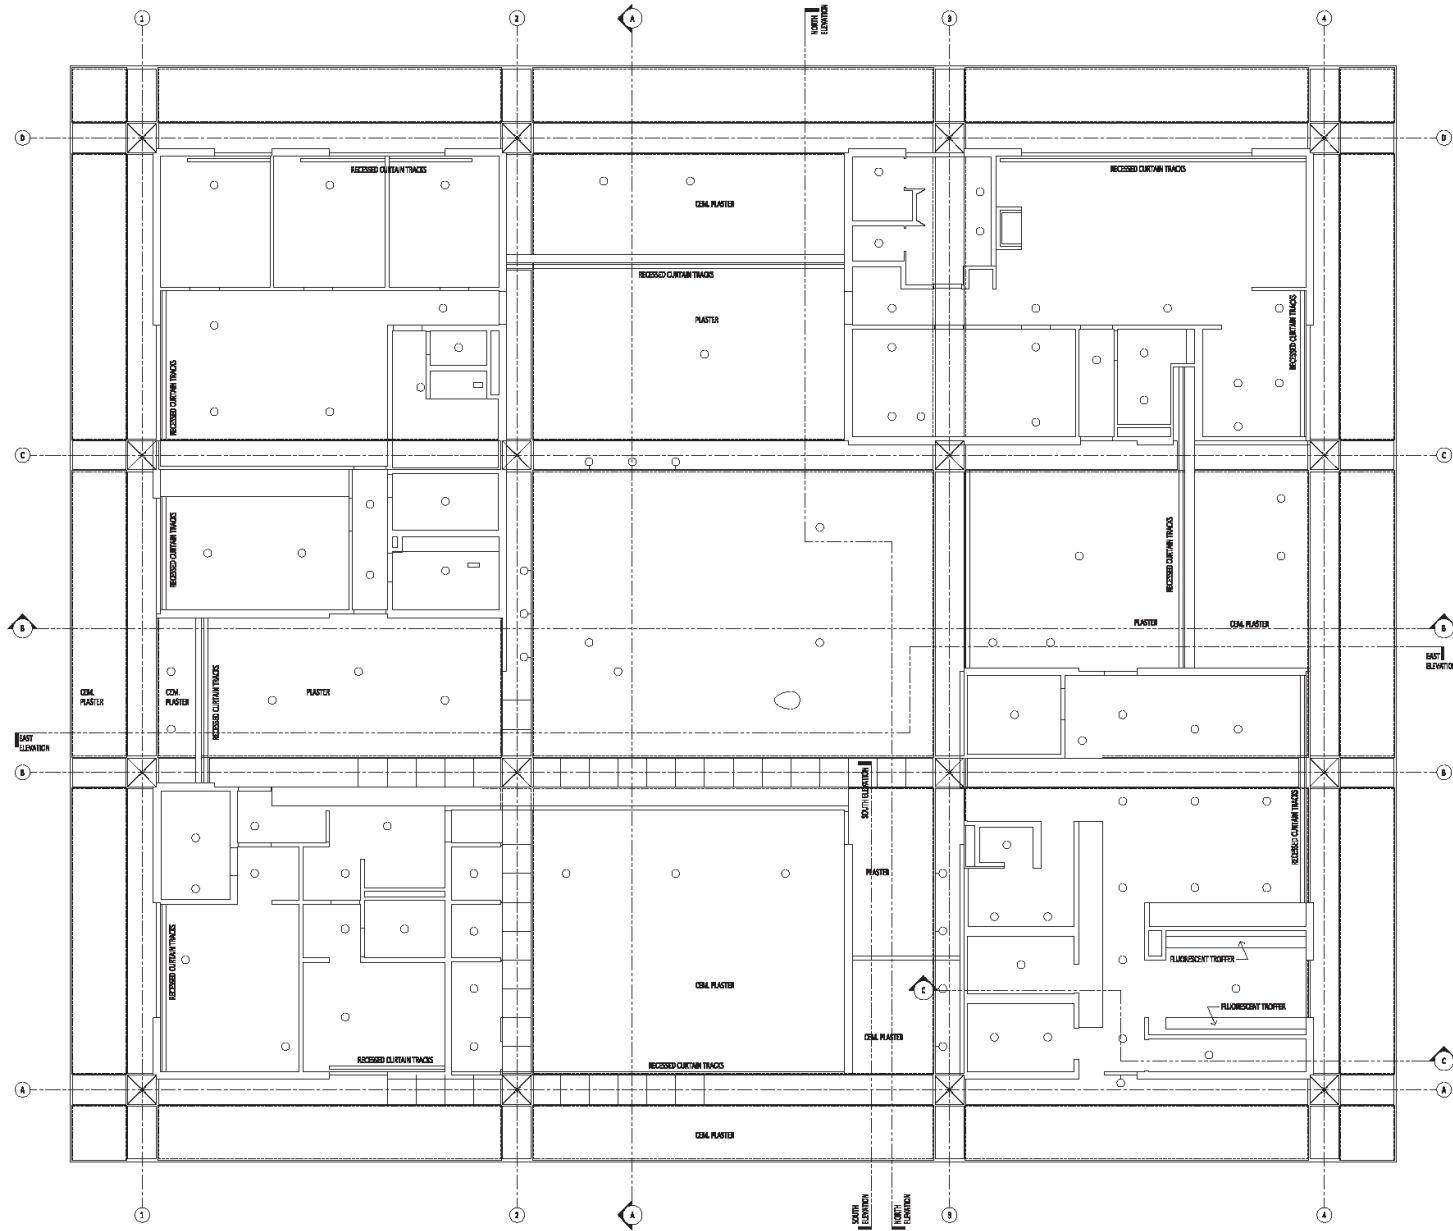 1
2
A
NORTH
ELEVATION
3
4
D
D
RECESSED CURTAIN TRACKS
RECESSED CURTAIN TRACKS
CEM. PLASTER
RECESSED CURTAIN TRACKS
PLASTER
RECESSED CURTAIN TRACKS
RECESSED CURTAIN TRACKS
C
C
RECESSED CURTAIN TRACKS
RECESSED CURTAIN TRACKS
B
B
PLASTER
CEM. PLASTER
EAST
ELEVATION
CEM.
PLASTER
CEM.
PLASTER
RECESSED CURTAIN TRACKS
PLASTER
EAST
ELEVATION
B
B
SOUTH ELEVATION
RECESSED CURTAIN TRACKS
PLASTER
RECESSED CURTAIN TRACKS
FLUORESCENT TROFFER
CEM. PLASTER
C
FLUORESCENT TROFFER
CEM. PLASTER
RECESSED CURTAIN TRACKS
RECESSED CURTAIN TRACKS
C
A
A
CEM. PLASTER
1
2
A
SOUTH
ELEVATION
NORTH
ELEVATION
3
4